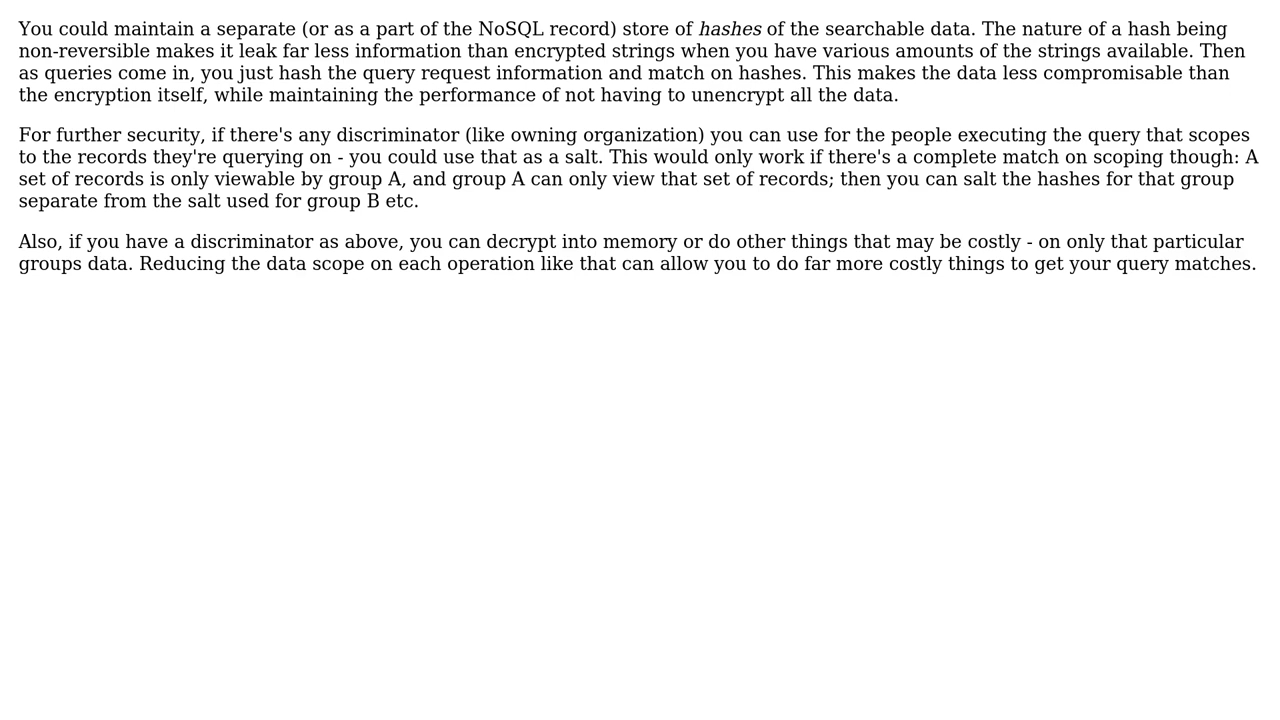 You could maintain a separate (or as a part of the NoSQL record) store of hashes of the searchable data. The nature of a hash being
non-reversible makes it leak far less information than encrypted strings when you have various amounts of the strings available. Then
as queries come in, you just hash the query request information and match on hashes. This makes the data less compromisable than
the encryption itself, while maintaining the performance of not having to unencrypt all the data.
For further security, if there's any discriminator (like owning organization) you can use for the people executing the query that scopes
to the records they're querying on - you could use that as a salt. This would only work if there's a complete match on scoping though: A
set of records is only viewable by group A, and group A can only view that set of records; then you can salt the hashes for that group
separate from the salt used for group B etc.
Also, if you have a discriminator as above, you can decrypt into memory or do other things that may be costly - on only that particular
groups data. Reducing the data scope on each operation like that can allow you to do far more costly things to get your query matches.